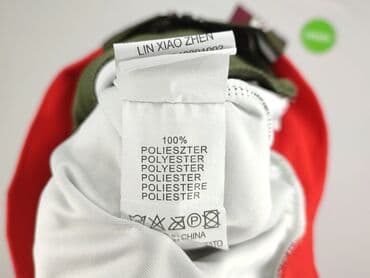 LIN XIAO ZHEN
100%
POLIESZTER
POLYESTER
POLYESTER
POLIESTER
POLIESTERE
POLIESTER
CHINA